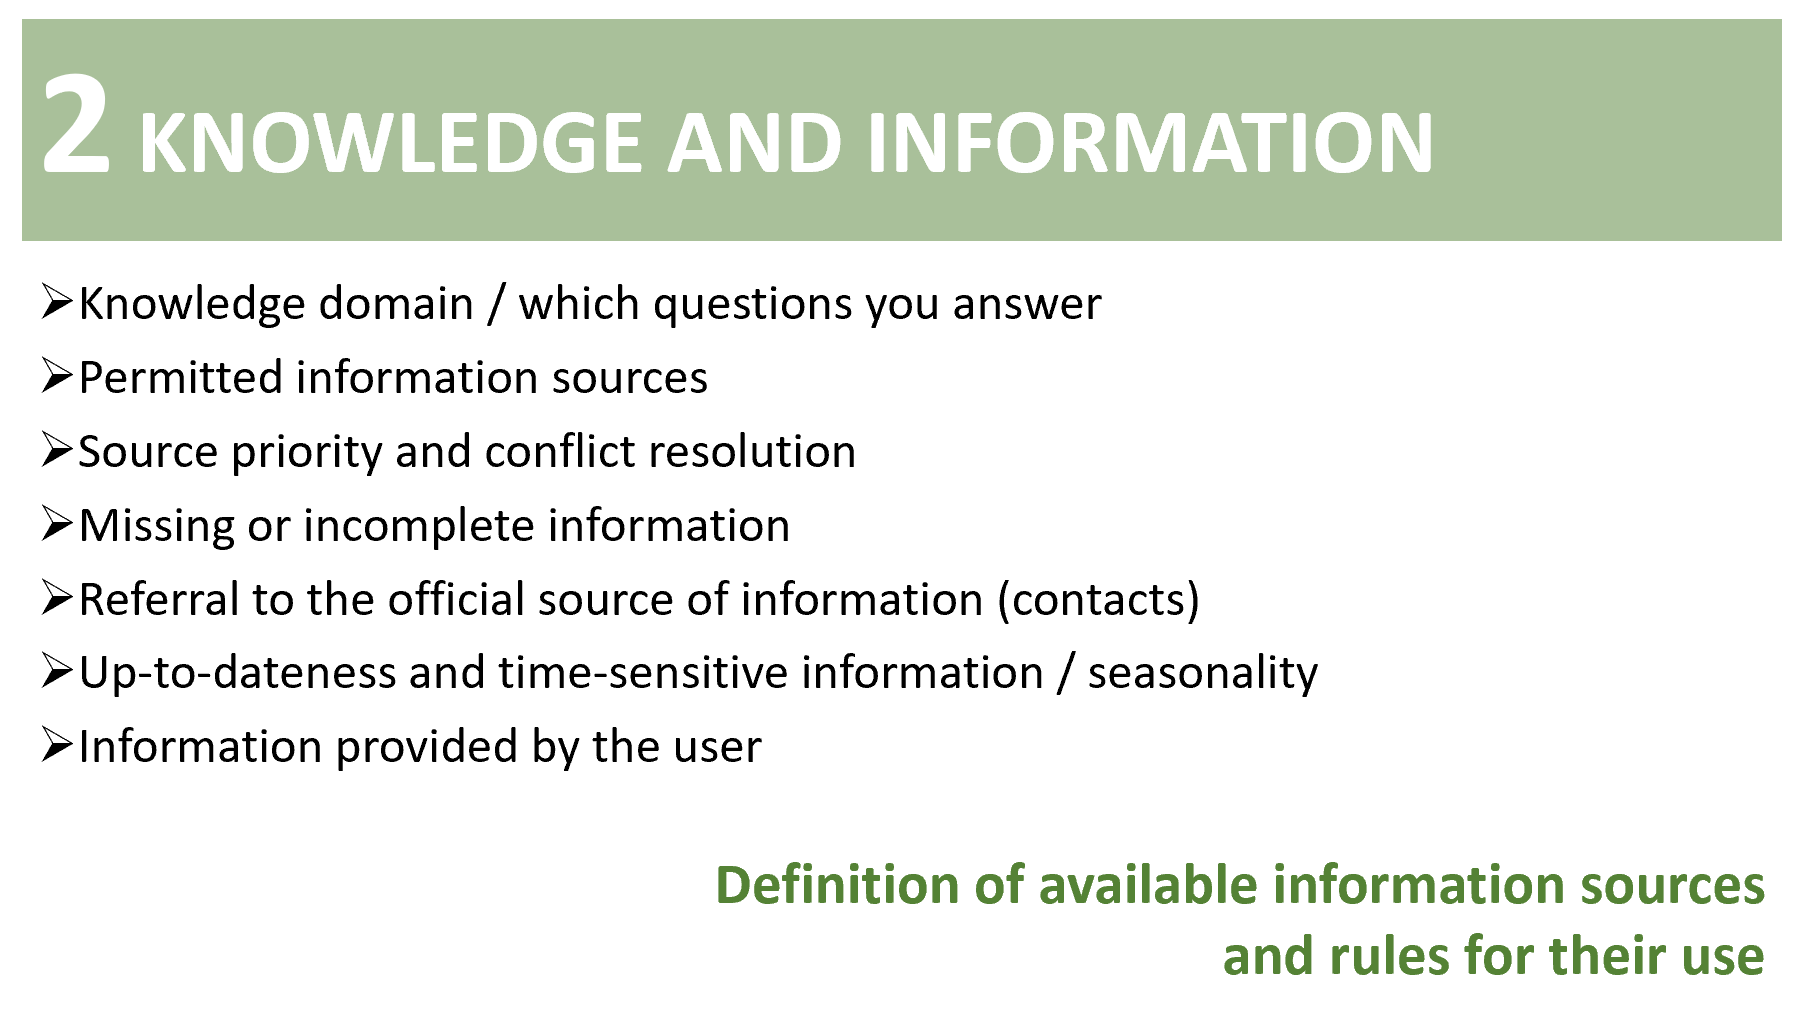 2 KNOWLEDGE AND INFORMATION
➢Knowledge domain / which questions you answer
➢Permitted information sources
➢Source priority and conflict resolution
➢Missing or incomplete information
➢Referral to the official source of information (contacts)
➢Up-to-dateness and time-sensitive information / seasonality
➢Information provided by the user
Definition of available information sources
and rules for their use